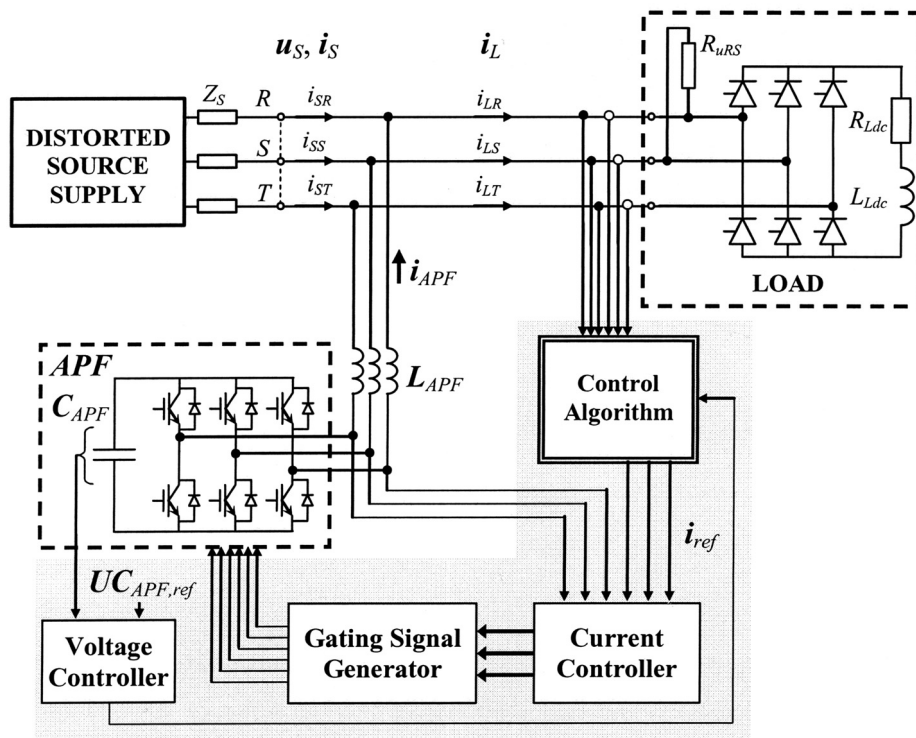 u_S, i_S
i_L
R_uRS
DISTORTED
SOURCE
SUPPLY
Z_S
R
i_SR
i_LR
S
i_SS
i_LS
T
i_ST
i_LT
R_Ldc
L_Ldc
LOAD
i_APF
APF
C_APF
L_APF
Control
Algorithm
i_ref
UC_APF,ref
Voltage
Controller
Gating Signal
Generator
Current
Controller